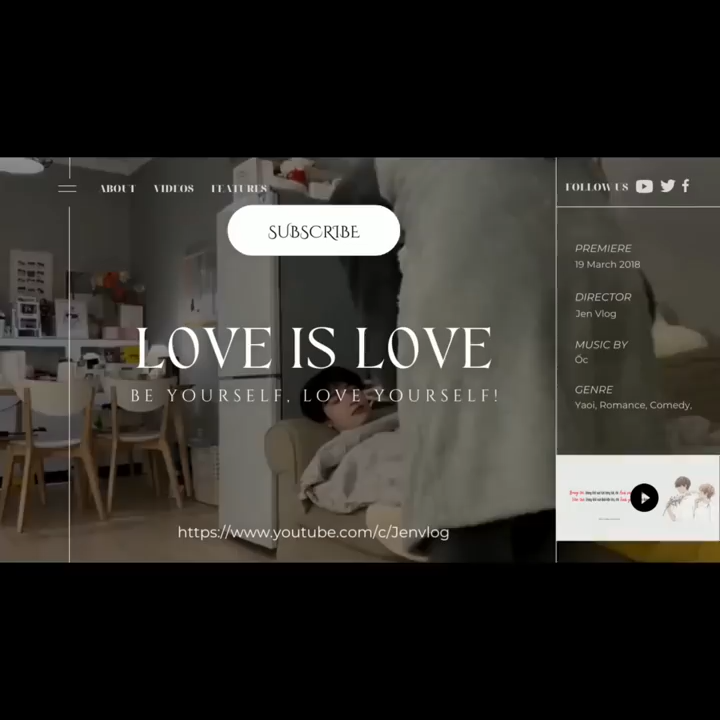 ABOUT VIDEOS FEATURES
FOLLOW US
SUBSCRIBE
PREMIERE
19 March 2018
DIRECTOR
Jen Vlog
MUSIC BY
Óc
GENRE
Yaoi, Romance, Comedy,
LOVE IS LOVE
BE YOURSELF, LOVE YOURSELF!
https://www.youtube.com/c/Jenvlog